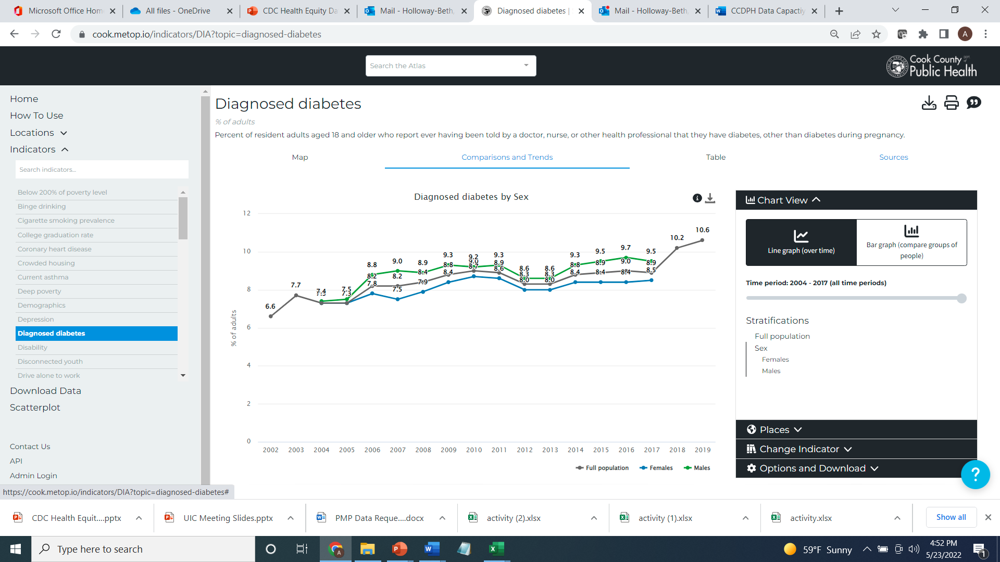 Microsoft Office Hom
All files - OneDrive
CDC Health Equity Da
Mail - Holloway-Beth,
Diagnosed diabetes |
Mail - Holloway-Beth,
CCDPH Data Capactiy
cook.metop.io/indicators/DIA?topic=diagnosed-diabetes
A
Search the Atlas
Cook County DEPT. of
Public Health
Home
How To Use
Locations
Indicators
Search indicators...
Below 200% of poverty level
Binge drinking
Cigarette smoking prevalence
College graduation rate
Coronary heart disease
Crowded housing
Current asthma
Deep poverty
Demographics
Depression
Diagnosed diabetes
Disability
Disconnected youth
Drive alone to work
Download Data
Scatterplot
Contact Us
API
Admin Login
https://cook.metop.io/indicators/DIA?topic=diagnosed-diabetes#
Diagnosed diabetes
% of adults
Percent of resident adults aged 18 and older who report ever having been told by a doctor, nurse, or other health professional that they have diabetes, other than diabetes during pregnancy.
Map Comparisons and Trends Table Sources
Diagnosed diabetes by Sex
12
10
8
6
4
2
0
% of adults
6.6 7.7 7.4 7.3 7.5 7.3
8.8 9.0 8.9 9.3 9.2 9.3 8.6 8.6 9.3 9.5 9.7 9.5 10.2 10.6
8.2 8.2 8.4 8.8 9.0 8.9 8.3 8.3 8.8 8.9 9.0 8.9
7.8 7.5 7.9 8.4 8.7 8.6 8.0 8.0 8.4 8.4 8.4 8.5
2002 2003 2004 2005 2006 2007 2008 2009 2010 2011 2012 2013 2014 2015 2016 2017 2018 2019
Full population Females Males
Chart View
Line graph (over time)
Bar graph (compare groups of
people)
Time period: 2004 - 2017 (all time periods)
Stratifications
Full population
Sex
Females
Males
Places
Change Indicator
Options and Download
?
CDC Health Equit....pptx
UIC Meeting Slides.pptx
PMP Data Reque....docx
activity (2).xlsx
activity (1).xlsx
activity.xlsx
Show all
Type here to search
59°F Sunny
4:52 PM
5/23/2022
1